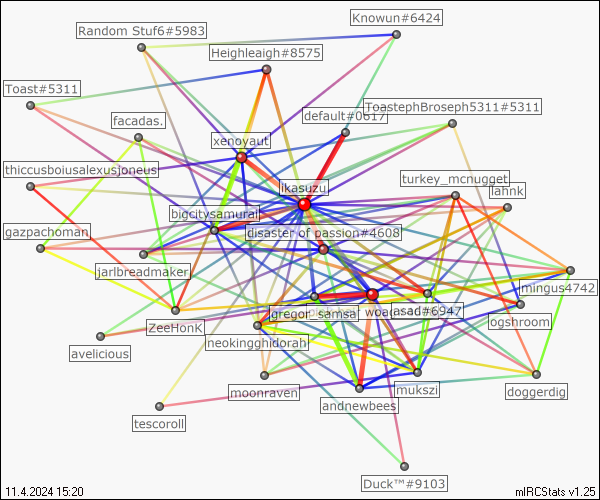 Knowun#6424
Random Stuf6#5983
Heighleaigh#8575
Toast#5311
ToastephBroseph5311#5311
default#0617
facadas.
xenoyaut
thiccusboiusalexusjoneus
turkey_mcnugget
ikasuzu
lahnk
bigcitysamurai
gazpachoman
disaster of passion#4608
jarlbreadmaker
mingus4742
jgregor_samsa
woar
asad#6947
ogshroom
ZeeHonk
neokingghidorah
avelicious
moonraven
mukszi
doggerdig
andnewbees
tescoroll
Duck™#9103
11.4.2024 15:20
mIRCStats v1.25